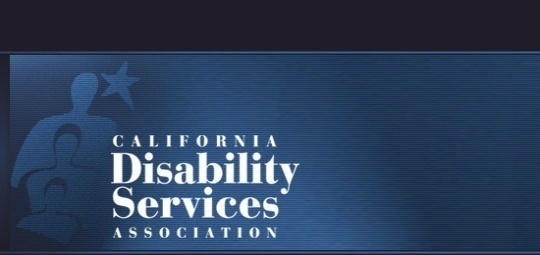 CALIFORNIA
Disability
Services
ASSOCIATION